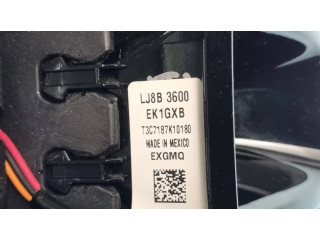 LJ8B 3600
EK1GXB
T3C7187K10180
MADE IN MEXICO
EXGMQ